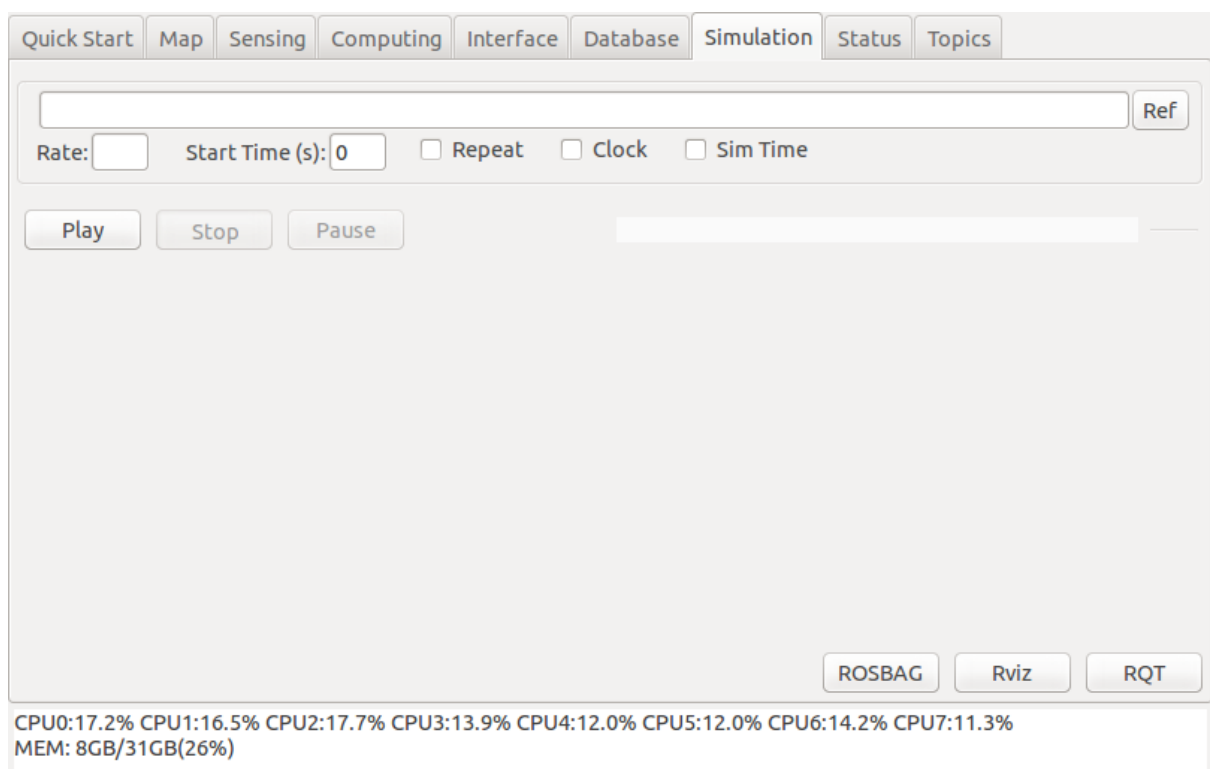 Quick Start Map Sensing Computing Interface Database Simulation Status Topics
Ref
Rate: Start Time (s): 0 Repeat Clock Sim Time
Play Stop Pause
ROSBAG Rviz RQT
CPU0:17.2% CPU1:16.5% CPU2:17.7% CPU3:13.9% CPU4:12.0% CPU5:12.0% CPU6:14.2% CPU7:11.3%
MEM: 8GB/31GB(26%)